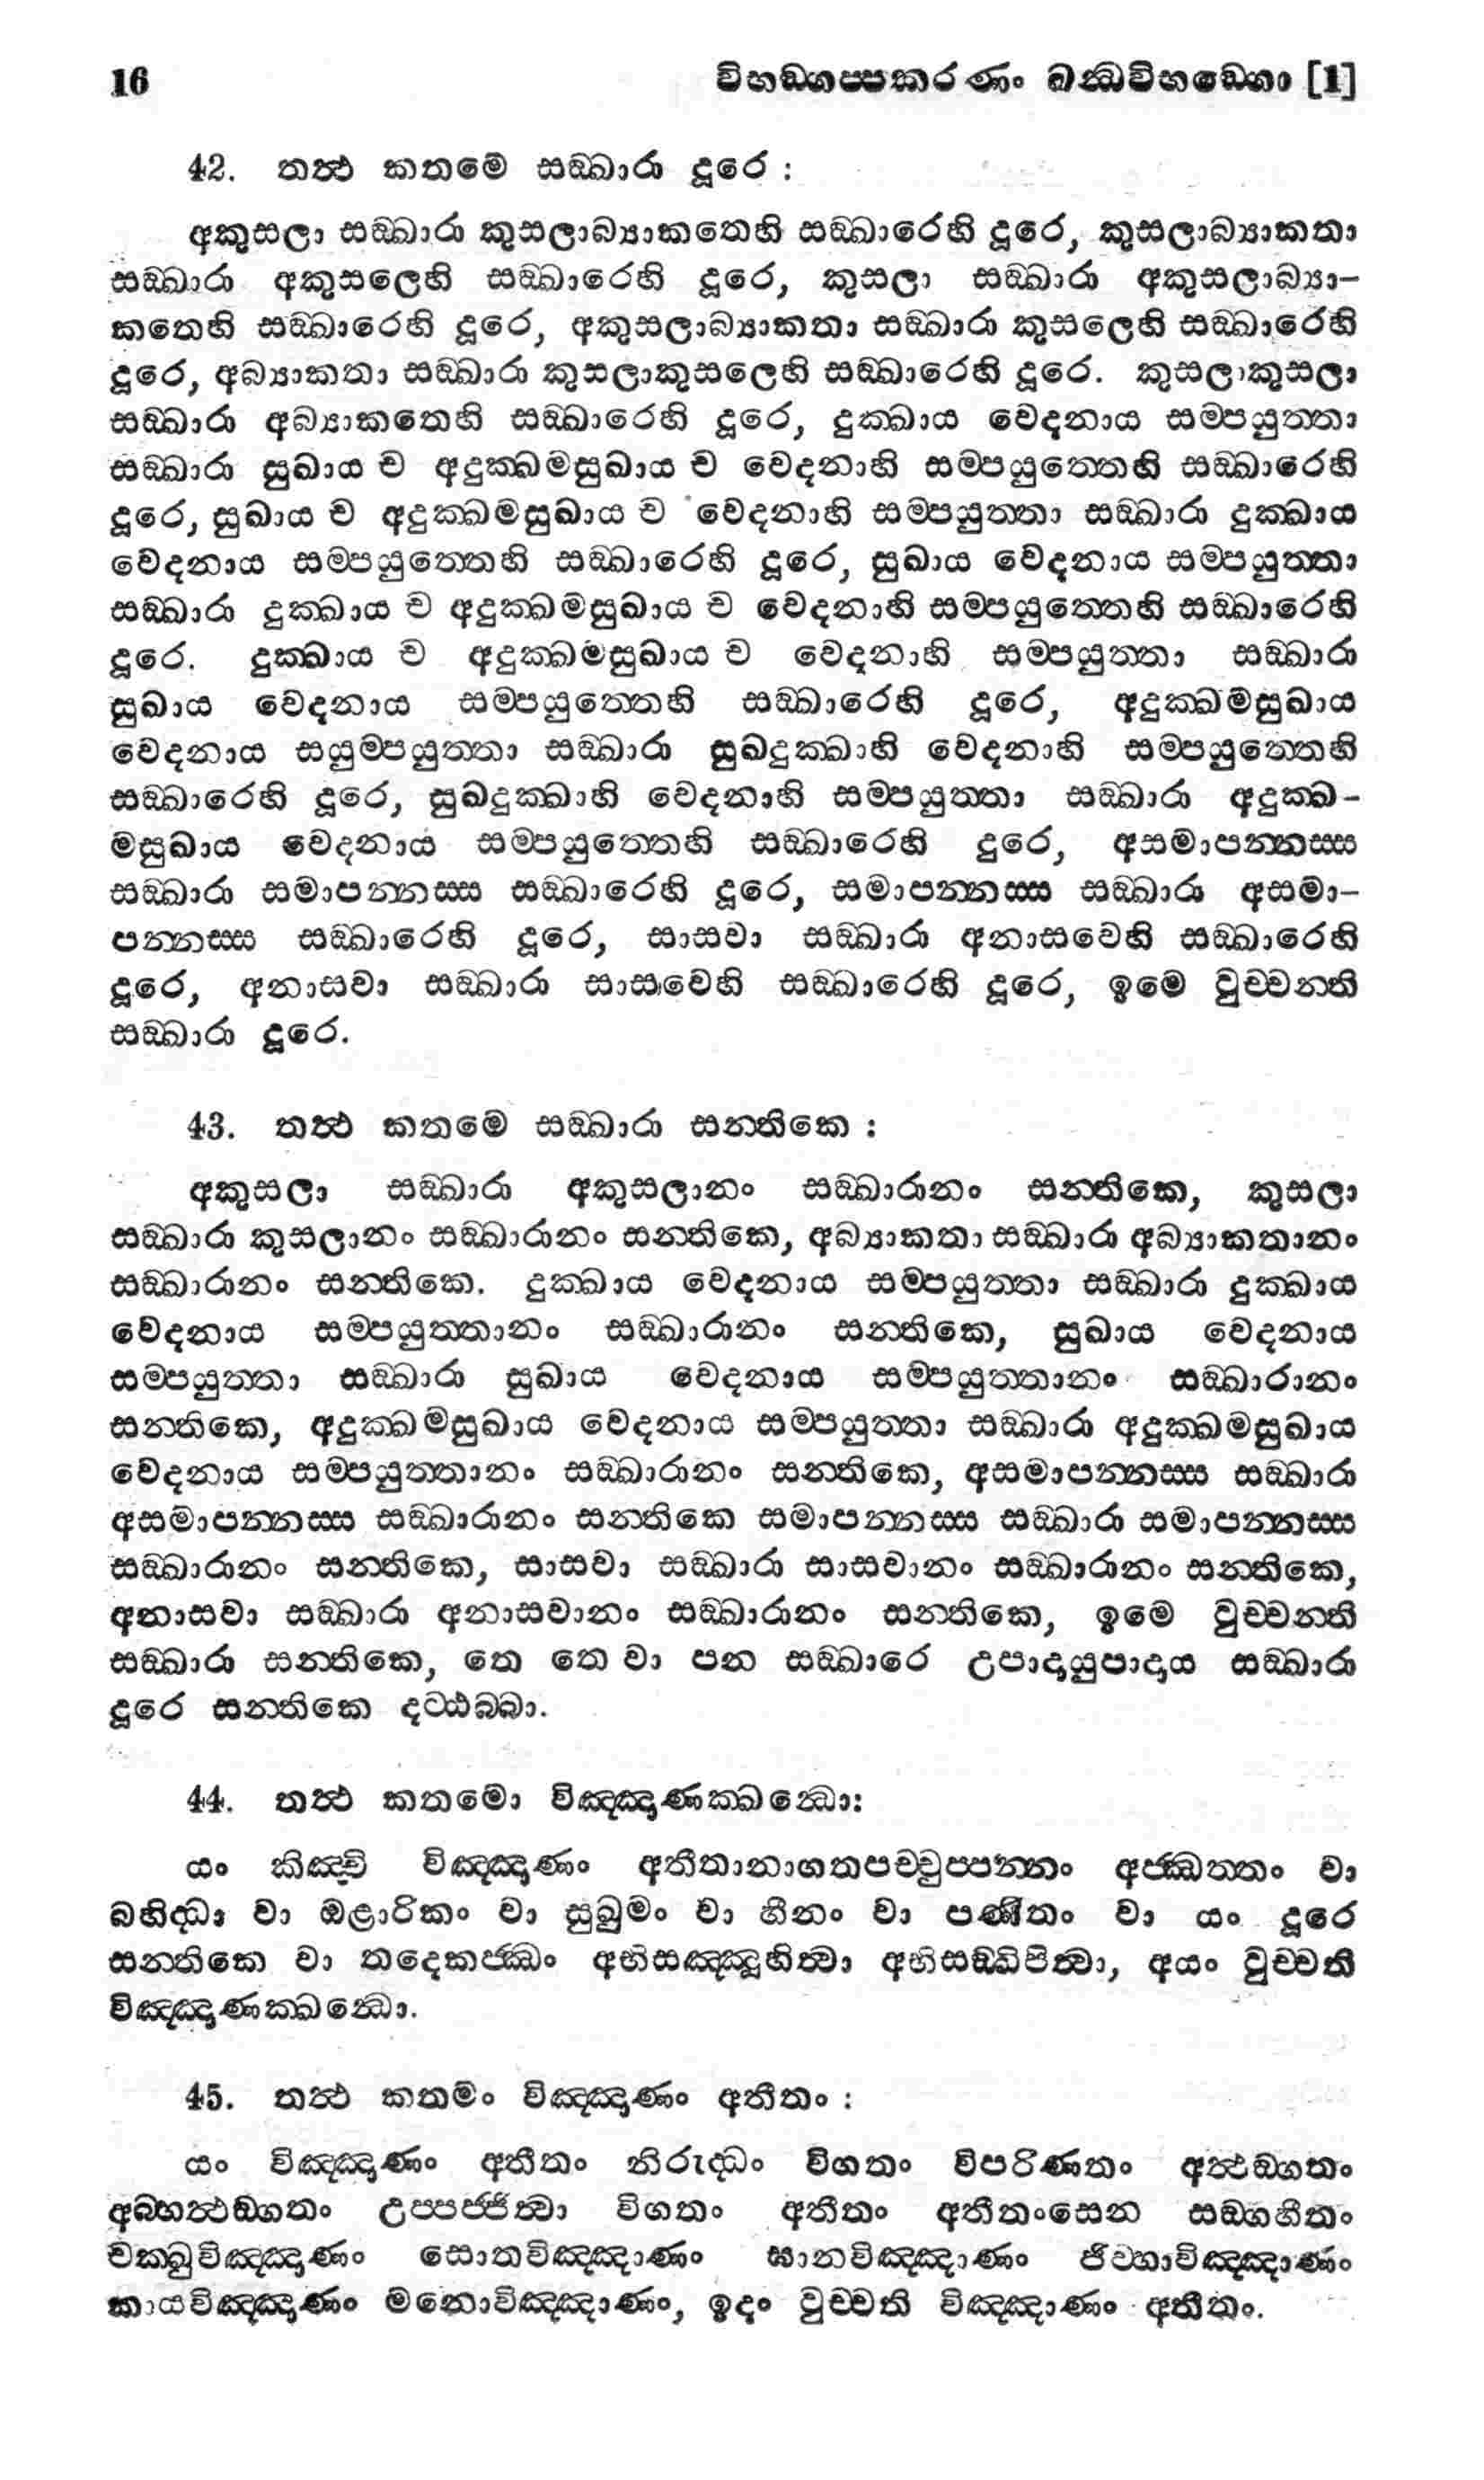 16 විභඞ්ගප්පකරණං ඛන්ධවිභඞ්ගො [1]
42. තත්ථ කතමෙ සඞ්ඛාරා දූරෙ :
අකුසලා සඞ්ඛාරා කුසලාබ්‍යාකතෙහි සඞ්ඛාරෙහි දූරෙ, කුසලාබ්‍යාකතා
සඞ්ඛාරා අකුසලෙහි සඞ්ඛාරෙහි දූරෙ, කුසලා සඞ්ඛාරා අකුසලාබ්‍යා-
කතෙහි සඞ්ඛාරෙහි දූරෙ, අකුසලාබ්‍යාකතා සඞ්ඛාරා කුසලෙහි සඞ්ඛාරෙහි
දූරෙ, අබ්‍යාකතා සඞ්ඛාරා කුසලාකුසලෙහි සඞ්ඛාරෙහි දූරෙ. කුසලාකුසලා
සඞ්ඛාරා අබ්‍යාකතෙහි සඞ්ඛාරෙහි දූරෙ, දුක්ඛාය වෙදනාය සම්පයුත්තා
සඞ්ඛාරා සුඛාය ච අදුක්ඛමසුඛාය ච වෙදනාහි සම්පයුත්තෙහි සඞ්ඛාරෙහි
දූරෙ, සුඛාය ච අදුක්ඛමසුඛාය ච වෙදනාහි සම්පයුත්තා සඞ්ඛාරා දුක්ඛාය
වෙදනාය සම්පයුත්තෙහි සඞ්ඛාරෙහි දූරෙ, සුඛාය වෙදනාය සම්පයුත්තා
සඞ්ඛාරා දුක්ඛාය ච අදුක්ඛමසුඛාය ච වෙදනාහි සම්පයුත්තෙහි සඞ්ඛාරෙහි
දූරෙ. දුක්ඛාය ච අදුක්ඛමසුඛාය ච වෙදනාහි සම්පයුත්තා සඞ්ඛාරා
සුඛාය වෙදනාය සම්පයුත්තෙහි සඞ්ඛාරෙහි දූරෙ, අදුක්ඛමසුඛාය
වෙදනාය සයුම්පයුත්තා සඞ්ඛාරා සුඛදුක්ඛාහි වෙදනාහි සම්පයුත්තෙහි
සඞ්ඛාරෙහි දූරෙ, සුඛදුක්ඛාහි වෙදනාහි සම්පයුත්තා සඞ්ඛාරා අදුක්ඛ-
මසුඛාය වෙදනාය සම්පයුත්තෙහි සඞ්ඛාරෙහි දුරෙ, අසමාපන්නස්ස
සඞ්ඛාරා සමාපන්නස්ස සඞ්ඛාරෙහි දූරෙ, සමාපන්නස්ස සඞ්ඛාරා අසමා-
පන්නස්ස සඞ්ඛාරෙහි දූරෙ, සාසවා සඞ්ඛාරා අනාසවෙහි සඞ්ඛාරෙහි
දූරෙ, අනාසවා සඞ්ඛාරා සාසවෙහි සඞ්ඛාරෙහි දූරෙ, ඉමෙ වුච්චන්ති
සඞ්ඛාරා දූරෙ.
43. තත්ථ කතමෙ සඞ්ඛාරා සන්තිකෙ :
අකුසලා සඞ්ඛාරා අකුසලානං සඞ්ඛාරානං සන්තිකෙ, කුසලා
සඞ්ඛාරා කුසලානං සඞ්ඛාරානං සන්තිකෙ, අබ්‍යාකතා සඞ්ඛාරා අබ්‍යාකතානං
සඞ්ඛාරානං සන්තිකෙ. දුක්ඛාය වෙදනාය සම්පයුත්තා සඞ්ඛාරා දුක්ඛාය
වෙදනාය සම්පයුත්තානං සඞ්ඛාරානං සන්තිකෙ, සුඛාය වෙදනාය
සම්පයුත්තා සඞ්ඛාරා සුඛාය වෙදනාය සම්පයුත්තානං සඞ්ඛාරානං
සන්තිකෙ, අදුක්ඛමසුඛාය වෙදනාය සම්පයුත්තා සඞ්ඛාරා අදුක්ඛමසුඛාය
වෙදනාය සම්පයුත්තානං සඞ්ඛාරානං සන්තිකෙ, අසමාපන්නස්ස සඞ්ඛාරා
අසමාපන්නස්ස සඞ්ඛාරානං සන්තිකෙ සමාපන්නස්ස සඞ්ඛාරා සමාපන්නස්ස
සඞ්ඛාරානං සන්තිකෙ, සාසවා සඞ්ඛාරා සාසවානං සඞ්ඛාරානං සන්තිකෙ,
අනාසවා සඞ්ඛාරා අනාසවානං සඞ්ඛාරානං සන්තිකෙ, ඉමෙ වුච්චන්ති
සඞ්ඛාරා සන්තිකෙ, තෙ තෙ වා පන සඞ්ඛාරෙ උපාදායුපාදාය සඞ්ඛාරා
දූරෙ සන්තිකෙ දට්ඨබ්බා.
44. තත්ථ කතමො විඤ්ඤාණක්ඛන්ධො:
යං කිඤ්චි විඤ්ඤාණං අතීතානාගතපච්චුප්පන්නං අජ්ඣත්තං වා
බහිද්ධා වා ඔළාරිකං වා සුඛුමං වා හීනං වා පණීතං වා යං දූරෙ
සන්තිකෙ වා තදෙකජ්ඣං අභිසඤ්ඤූහිත්වා අභිසඞ්ඛිපිත්වා, අයං වුච්චති
විඤ්ඤාණක්ඛන්ධො.
45. තත්ථ කතමං විඤ්ඤාණං අතීතං :
යං විඤ්ඤාණං අතීතං නිරුද්ධං විගතං විපරිණතං අත්ථඞ්ගතං
අබ්භත්ථඞ්ගතං උප්පජ්ජිත්වා විගතං අතීතං අතීතංසෙන සඞ්ගහීතං
චක්ඛුවිඤ්ඤාණං සොතවිඤ්ඤාණං ඝානවිඤ්ඤාණං ජිව්හාවිඤ්ඤාණං
කායවිඤ්ඤාණං මනොවිඤ්ඤාණං, ඉදං වුච්චති විඤ්ඤාණං අතීතං.